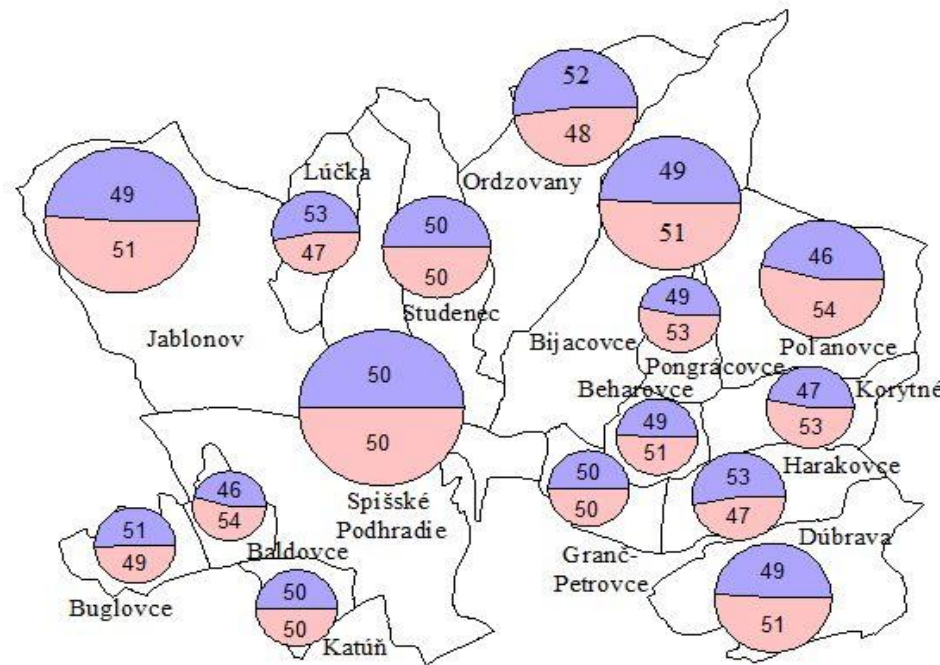 52
48
Lúčka
Ordzovany
49
51
53
47
50
50
49
51
46
54
Studenec
Jablonov
49
53
Bijacovce
Pongrácovce
Poľanovce
50
50
Beharovce
47
53
Korytné
49
51
Harakovce
46
54
50
50
53
47
Spišské
Podhradie
Dúbrava
51
49
Baldovce
Granč-
Petrovce
Buglovce
50
50
Katúň
49
51